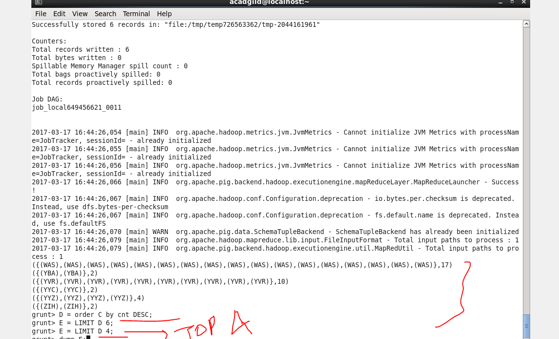 acadgild@localhost:~
File Edit View Search Terminal Help
Successfully stored 6 records in: "file:/tmp/temp726563362/tmp-2044161961"
Counters:
Total records written : 6
Total bytes written : 0
Spillable Memory Manager spill count : 0
Total bags proactively spilled: 0
Total records proactively spilled: 0
Job DAG:
job_local649456621_0011
2017-03-17 16:44:26,054 [main] INFO org.apache.hadoop.metrics.jvm.JvmMetrics - Cannot initialize JVM Metrics with processNam
e=JobTracker, sessionId= - already initialized
2017-03-17 16:44:26,055 [main] INFO org.apache.hadoop.metrics.jvm.JvmMetrics - Cannot initialize JVM Metrics with processNam
e=JobTracker, sessionId= - already initialized
2017-03-17 16:44:26,056 [main] INFO org.apache.hadoop.metrics.jvm.JvmMetrics - Cannot initialize JVM Metrics with processNam
e=JobTracker, sessionId= - already initialized
2017-03-17 16:44:26,066 [main] INFO org.apache.pig.backend.hadoop.executionengine.mapReduceLayer.MapReduceLauncher - Success
!
2017-03-17 16:44:26,067 [main] INFO org.apache.hadoop.conf.Configuration.deprecation - io.bytes.per.checksum is deprecated.
Instead, use dfs.bytes-per-checksum
2017-03-17 16:44:26,067 [main] INFO org.apache.hadoop.conf.Configuration.deprecation - fs.default.name is deprecated. Instea
d, use fs.defaultFS
2017-03-17 16:44:26,070 [main] WARN org.apache.pig.data.SchemaTupleBackend - SchemaTupleBackend has already been initialized
2017-03-17 16:44:26,079 [main] INFO org.apache.hadoop.mapreduce.lib.input.FileInputFormat - Total input paths to process : 1
2017-03-17 16:44:26,079 [main] INFO org.apache.pig.backend.hadoop.executionengine.util.MapRedUtil - Total input paths to pro
cess : 1
({(WAS),(WAS),(WAS),(WAS),(WAS),(WAS),(WAS),(WAS),(WAS),(WAS),(WAS),(WAS),(WAS),(WAS),(WAS),(WAS),(WAS)},17)
({(YBA),(YBA)},2)
({(YVR),(YVR),(YVR),(YVR),(YVR),(YVR),(YVR),(YVR),(YVR),(YVR)},10)
({(YYC),(YYC)},2)
({(YYZ),(YYZ),(YYZ),(YYZ)},4)
({(ZIH),(ZIH)},2)
grunt> D = order C by cnt DESC;
grunt> E = LIMIT D 6;
grunt> E = LIMIT D 4;
TOP 4
grunt> dump E;